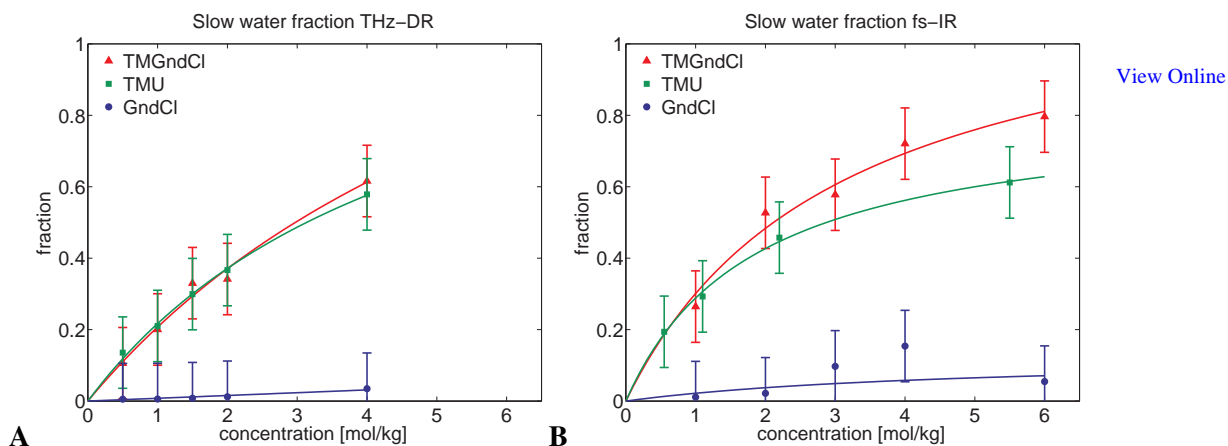 Slow water fraction THz−DR
1
0.8
0.6
0.4
0.2
0
fraction
TMGndCl
TMU
GndCl
0 1 2 3 4 5 6
concentration [mol/kg]
A
Slow water fraction fs−IR
1
0.8
0.6
0.4
0.2
0
fraction
TMGndCl
TMU
GndCl
0 1 2 3 4 5 6
concentration [mol/kg]
B
View Online